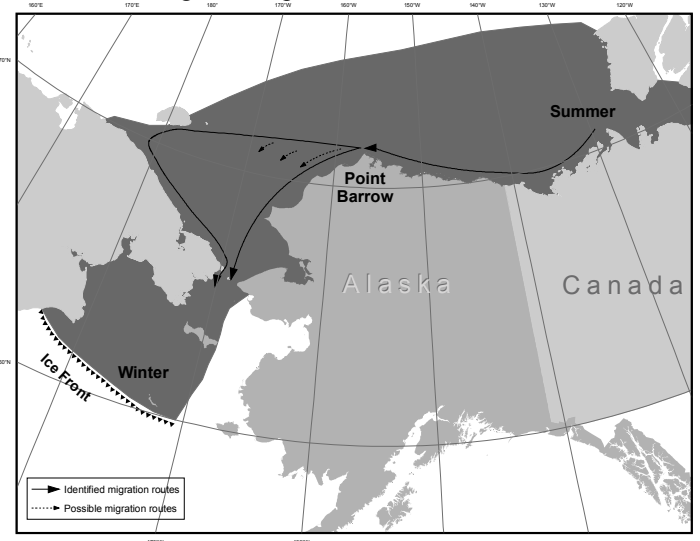 160°E
170°E
180°
170°W
160°W
150°W
140°W
130°W
120°W
Summer
Point
Barrow
Alaska
Canada
Winter
Ice Front
Identified migration routes
Possible migration routes